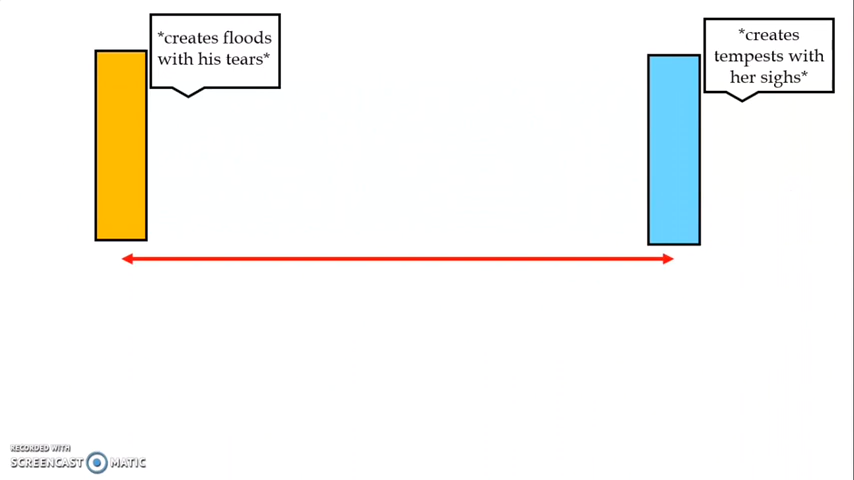 *creates floods
with his tears*
*creates
tempests with
her sighs*
RECORDED WITH
SCREENCAST MATIC